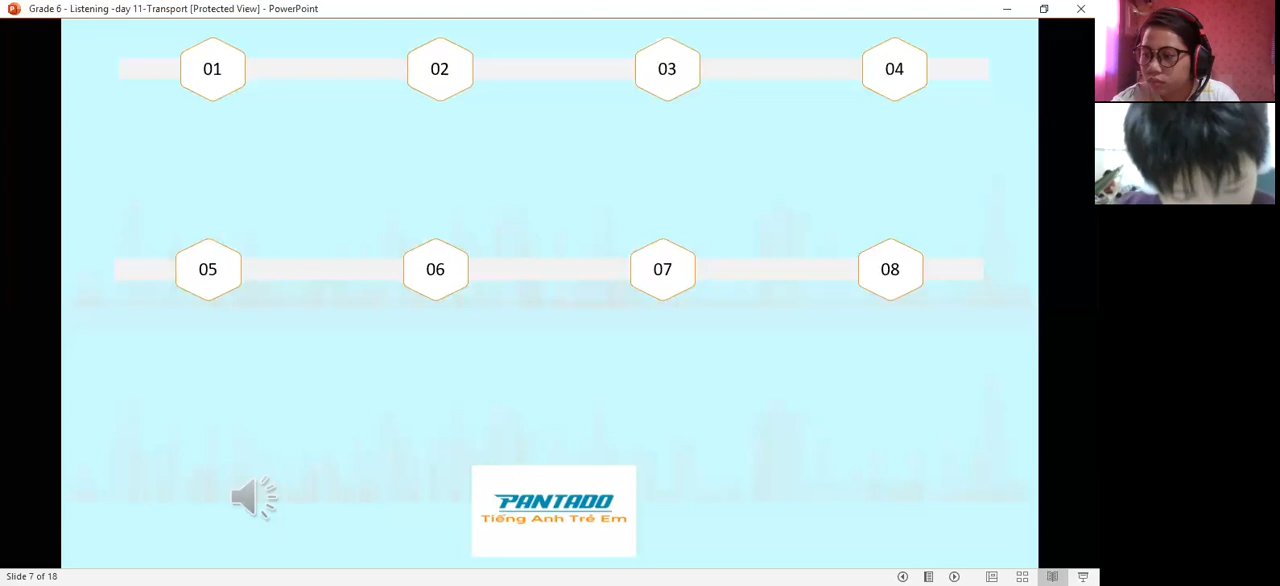 Grade 6 - Listening -day 11-Transport [Protected View] - PowerPoint
01 02 03 04
05 06 07 08
PANTADO
Tiếng Anh Trẻ Em
Slide 7 of 18